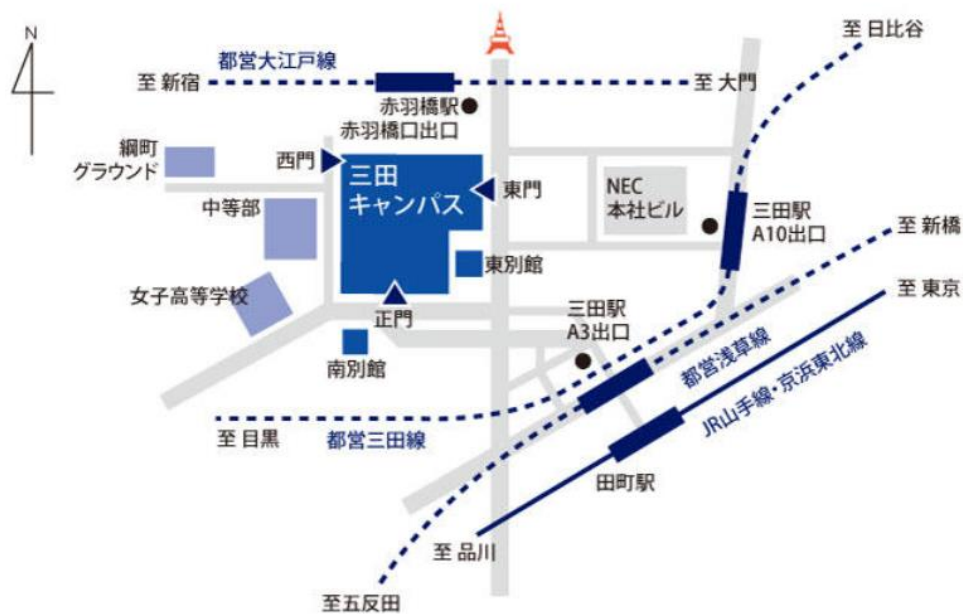 N
至 日比谷
都営大江戸線
至 新宿
至 大門
赤羽橋駅
赤羽橋口出口
綱町
グラウンド
西門
三田
キャンパス
東門
NEC
本社ビル
中等部
三田駅
A10出口
至 新橋
東別館
女子高等学校
至 東京
正門
三田駅
A3出口
南別館
都営浅草線
JR山手線・京浜東北線
至 目黒
都営三田線
田町駅
至 品川
至五反田